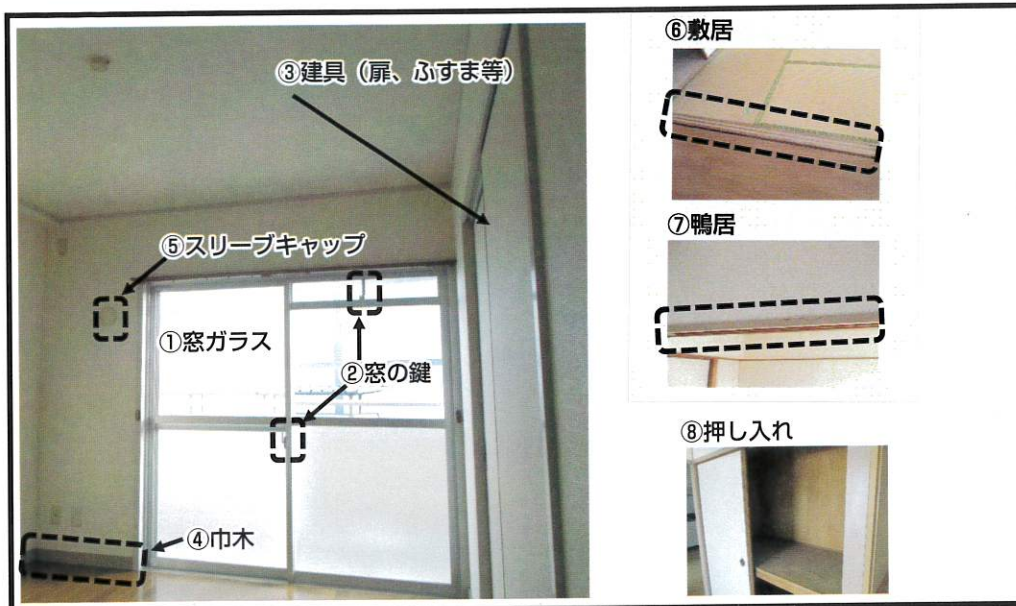 ③建具（扉、ふすま等）
⑤スリーブキャップ
①窓ガラス
②窓の鍵
④巾木
⑥敷居
⑦鴨居
⑧押し入れ